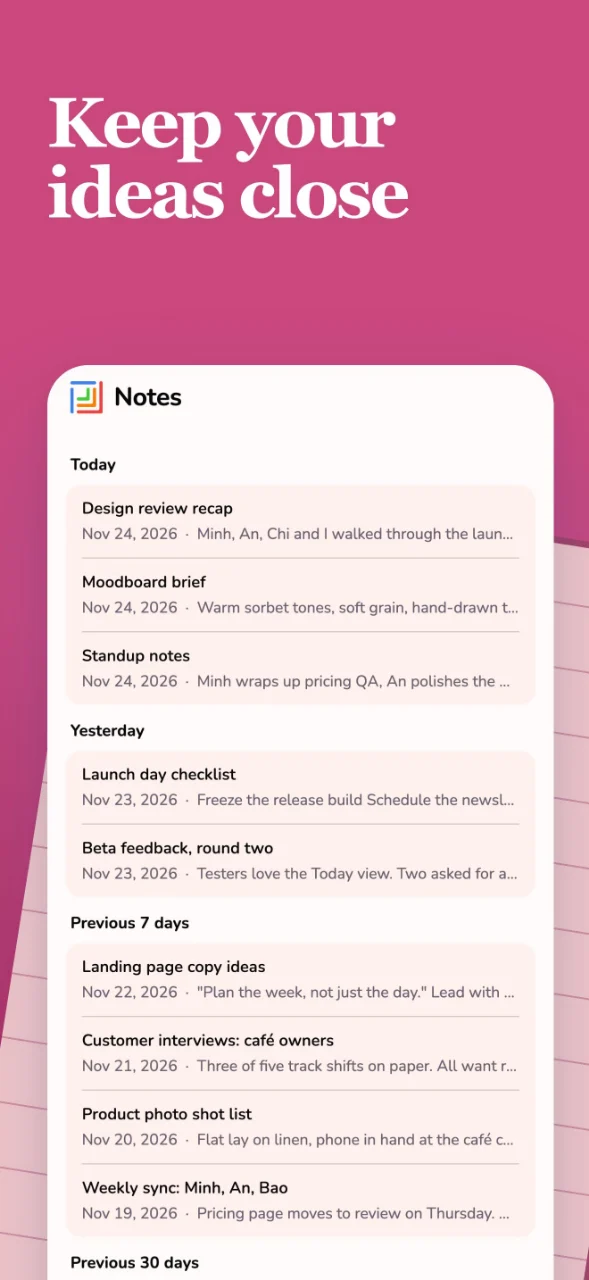 Keep your
ideas close
Notes
Today
Design review recap
Nov 24, 2026 · Minh, An, Chi and I walked through the laun...
Moodboard brief
Nov 24, 2026 · Warm sorbet tones, soft grain, hand-drawn t...
Standup notes
Nov 24, 2026 · Minh wraps up pricing QA, An polishes the ...
Yesterday
Launch day checklist
Nov 23, 2026 · Freeze the release build Schedule the newsl...
Beta feedback, round two
Nov 23, 2026 · Testers love the Today view. Two asked for a...
Previous 7 days
Landing page copy ideas
Nov 22, 2026 · "Plan the week, not just the day." Lead with ...
Customer interviews: café owners
Nov 21, 2026 · Three of five track shifts on paper. All want r...
Product photo shot list
Nov 20, 2026 · Flat lay on linen, phone in hand at the café c...
Weekly sync: Minh, An, Bao
Nov 19, 2026 · Pricing page moves to review on Thursday. ...
Previous 30 days